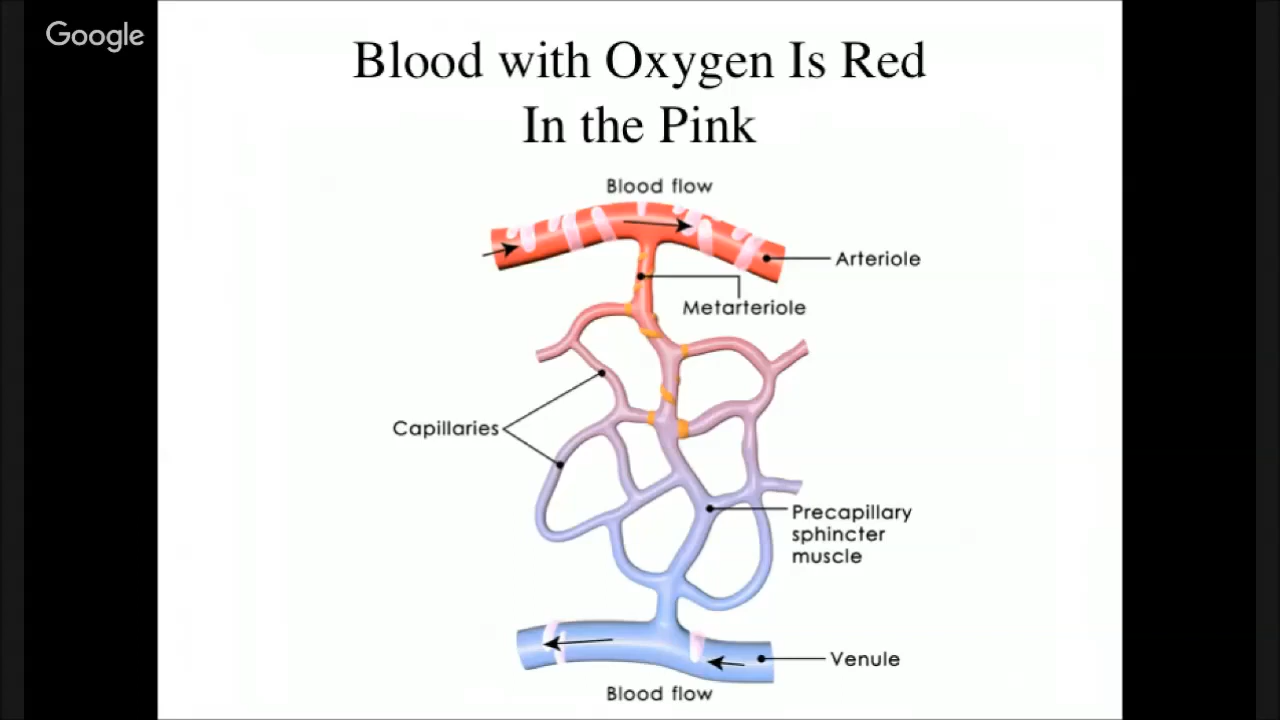 Google
Blood with Oxygen Is Red
In the Pink
Blood flow
Arteriole
Metarteriole
Capillaries
Precapillary
sphincter
muscle
Venule
Blood flow